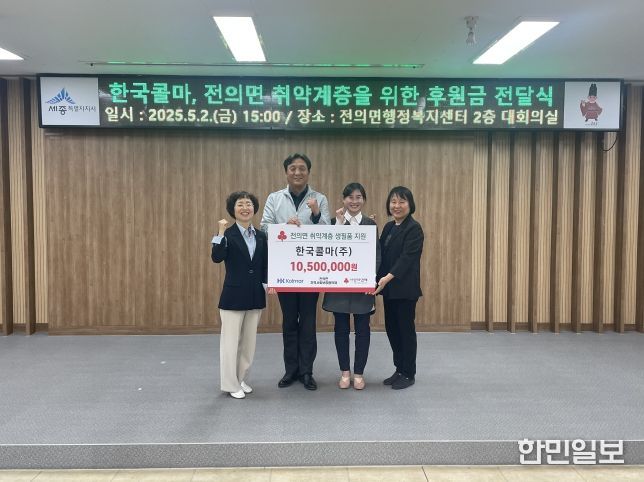 세종특별자치시
한국콜마, 전의면 취약계층을 위한 후원금 전달식
일시 : 2025.5.2.(금) 15:00 / 장소 : 전의면행정복지센터 2층 대회의실
전의면 취약계층 생필품 지원
한국콜마(주)
10,500,000원
Kolmar
한민일보